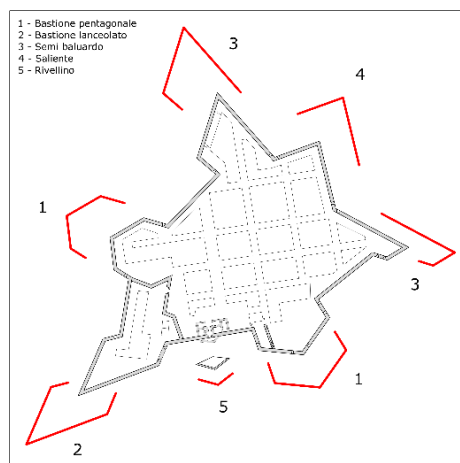 1 - Bastione pentagonale
2 - Bastione lanceolato
3 - Semi baluardo
4 - Saliente
5 - Rivellino
3
4
1
3
1
5
2